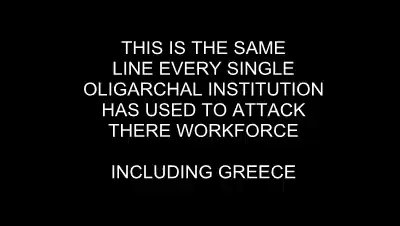 THIS IS THE SAME
LINE EVERY SINGLE
OLIGARCHAL INSTITUTION
HAS USED TO ATTACK
THERE WORKFORCE
INCLUDING GREECE